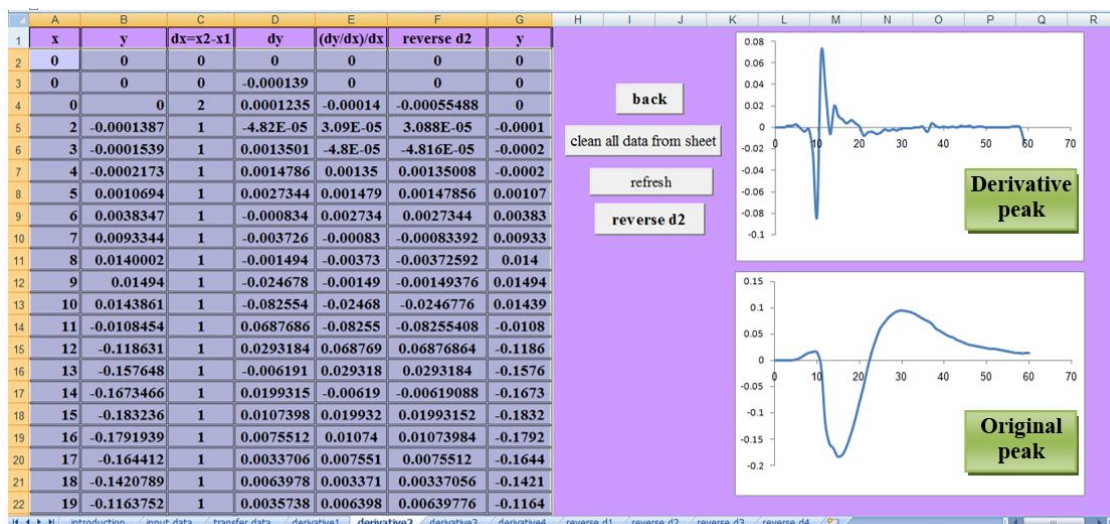 A B C D E F G H I J K L M N O P Q R
1 x y dx=x2-x1 dy (dy/dx)/dx reverse d2 y
2 0 0 0 0 0 0 0
3 0 0 0 -0.000139 0 0 0
4 0 0 2 0.0001235 -0.00014 -0.00055488 0
5 2 -0.0001387 1 -4.82E-05 3.09E-05 3.088E-05 -0.0001
6 3 -0.0001539 1 0.0013501 -4.8E-05 -4.816E-05 -0.0002
7 4 -0.0002173 1 0.0014786 0.00135 0.00135008 -0.0002
8 5 0.0010694 1 0.0027344 0.001479 0.00147856 0.00107
9 6 0.0038347 1 -0.000834 0.002734 0.0027344 0.00383
10 7 0.0093344 1 -0.003726 -0.00083 -0.00083392 0.00933
11 8 0.0140002 1 -0.001494 -0.00373 -0.00372592 0.014
12 9 0.01494 1 -0.024678 -0.00149 -0.00149376 0.01494
13 10 0.0143861 1 -0.082554 -0.02468 -0.0246776 0.01439
14 11 -0.0108454 1 0.0687686 -0.08255 -0.08255408 -0.0108
15 12 -0.118631 1 0.0293184 0.068769 0.06876864 -0.1186
16 13 -0.157648 1 -0.006191 0.029318 0.0293184 -0.1576
17 14 -0.1673466 1 0.0199315 -0.00619 -0.00619088 -0.1673
18 15 -0.183236 1 0.0107398 0.019932 0.01993152 -0.1832
19 16 -0.1791939 1 0.0075512 0.01074 0.01073984 -0.1792
20 17 -0.164412 1 0.0033706 0.007551 0.0075512 -0.1644
21 18 -0.1420789 1 0.0063978 0.003371 0.00337056 -0.1421
22 19 -0.1163752 1 0.0035738 0.006398 0.00639776 -0.1164
back
clean all data from sheet
refresh
reverse d2
0.08
0.06
0.04
0.02
0
-0.02
-0.04
-0.06
-0.08
-0.1
0 10 20 30 40 50 60 70
Derivative
peak
0.15
0.1
0.05
0
-0.05
-0.1
-0.15
-0.2
0 10 20 30 40 50 60 70
Original
peak
introduction input data transfer data derivative1 derivative2 derivative3 derivative4 reverse d1 reverse d2 reverse d3 reverse d4